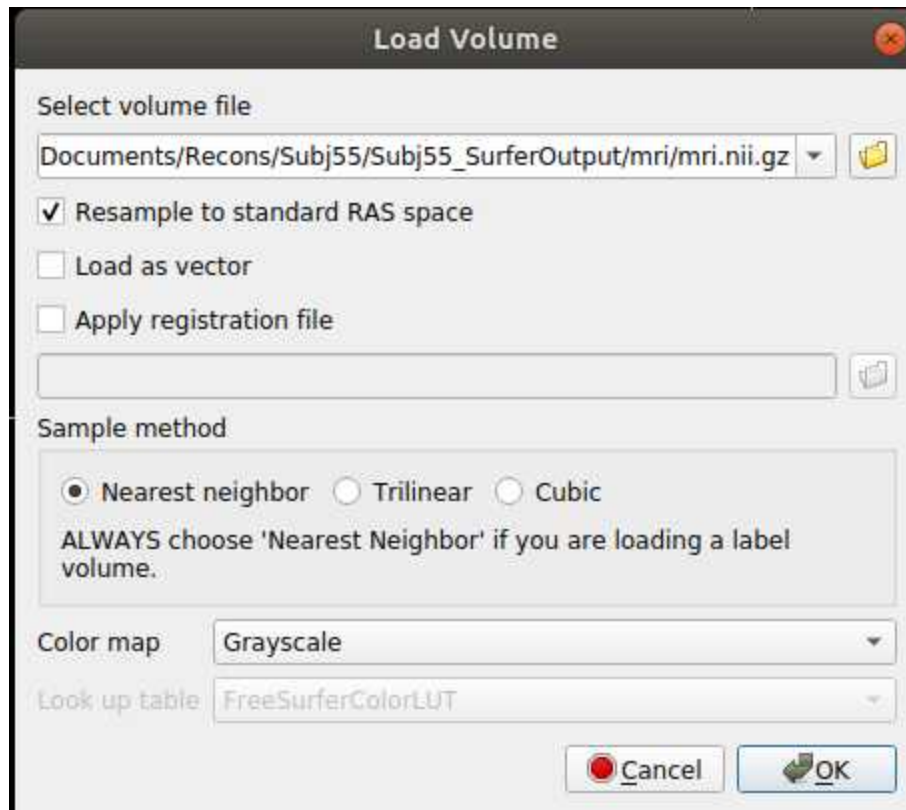 Load Volume
Select volume file
Documents/Recons/Subj55/Subj55_SurferOutput/mri/mri.nii.gz
Resample to standard RAS space
Load as vector
Apply registration file
Sample method
Nearest neighbor Trilinear Cubic
ALWAYS choose 'Nearest Neighbor' if you are loading a label
volume.
Color map Grayscale
Look up table FreeSurferColorLUT
Cancel OK